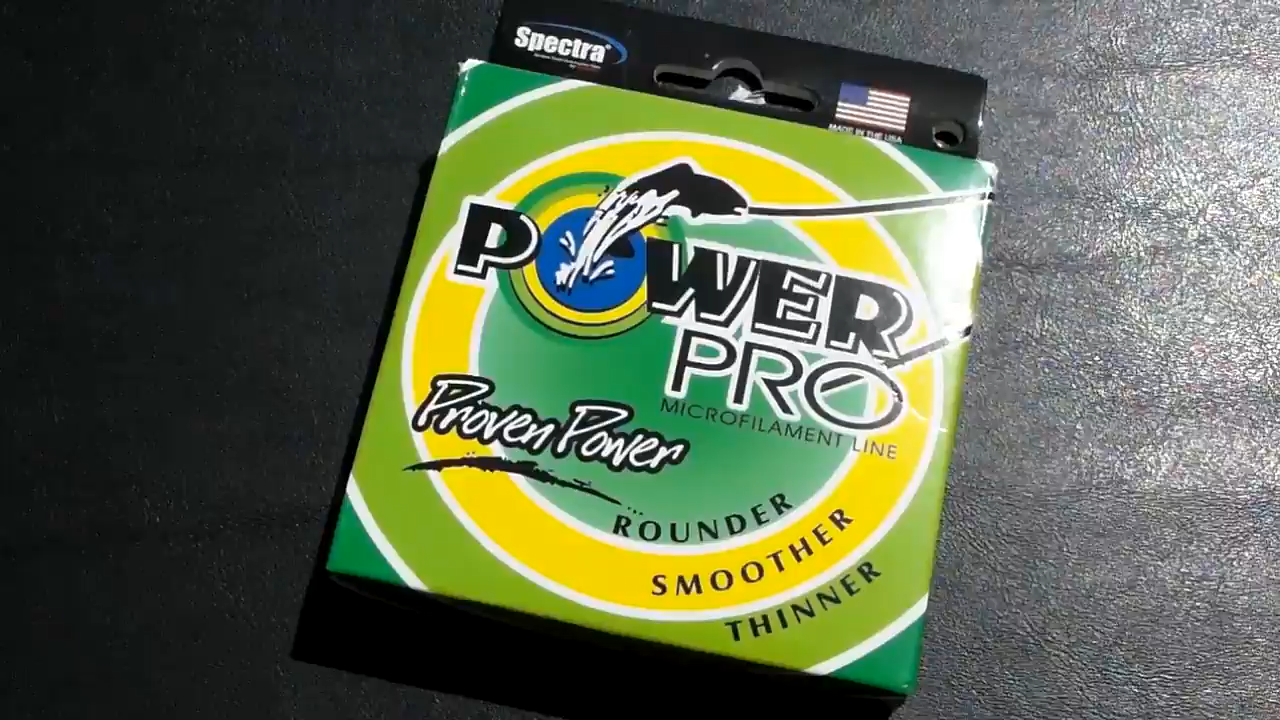 Spectra®
MADE IN THE USA
POWER
PRO
MICROFILAMENT LINE
Proven Power
...ROUNDER
SMOOTHER
THINNER